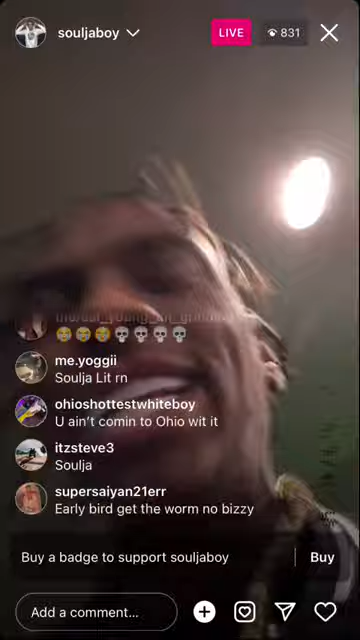 souljaboy
LIVE
831
😭😭😭💀💀💀💀
me.yoggii
Soulja Lit rn
ohioshottestwhiteboy
U ain't comin to Ohio wit it
itzsteve3
Soulja
supersaiyan21err
Early bird get the worm no bizzy
Buy a badge to support souljaboy
Buy
Add a comment...